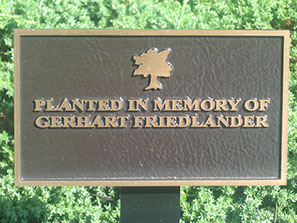 PLANTED IN MEMORY OF
GERHART FRIEDLANDER